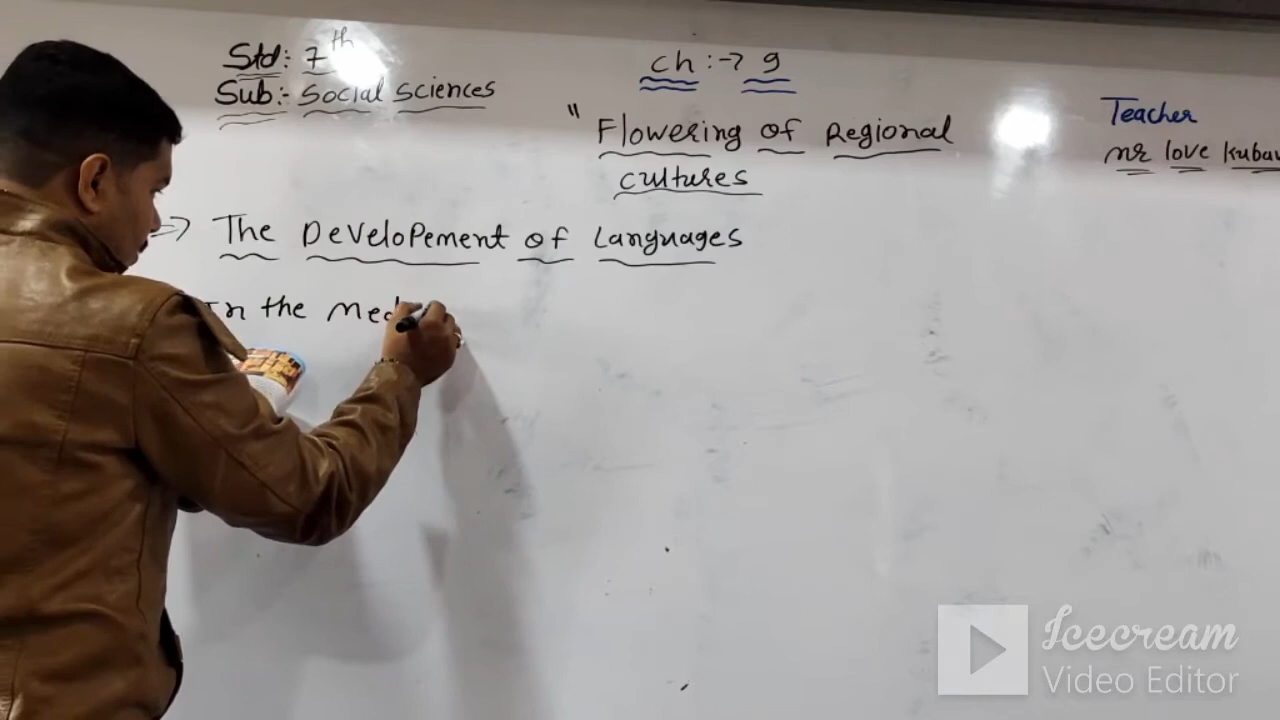 Std: 7th
Sub:- Social Sciences
ch :→ 9
" Flowering of Regional
cultures
Teacher
mr love
⇒ The Developement of Languages
In the
Icecream
Video Editor